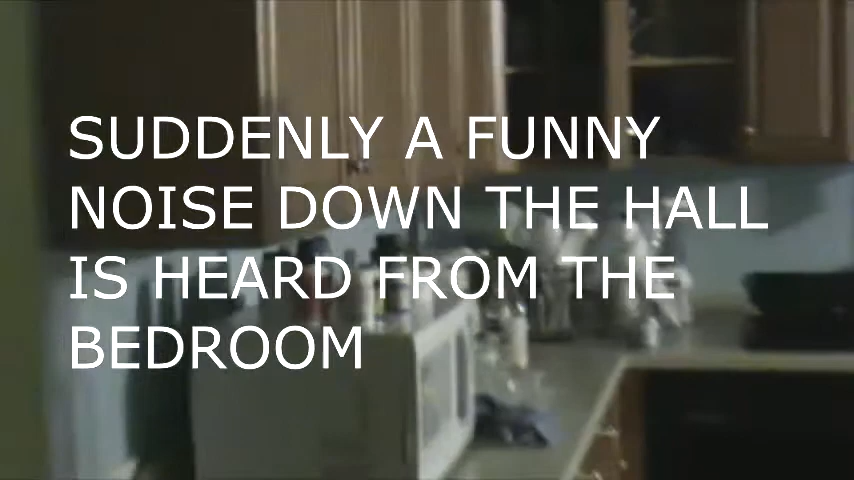 SUDDENLY A FUNNY
NOISE DOWN THE HALL
IS HEARD FROM THE
BEDROOM